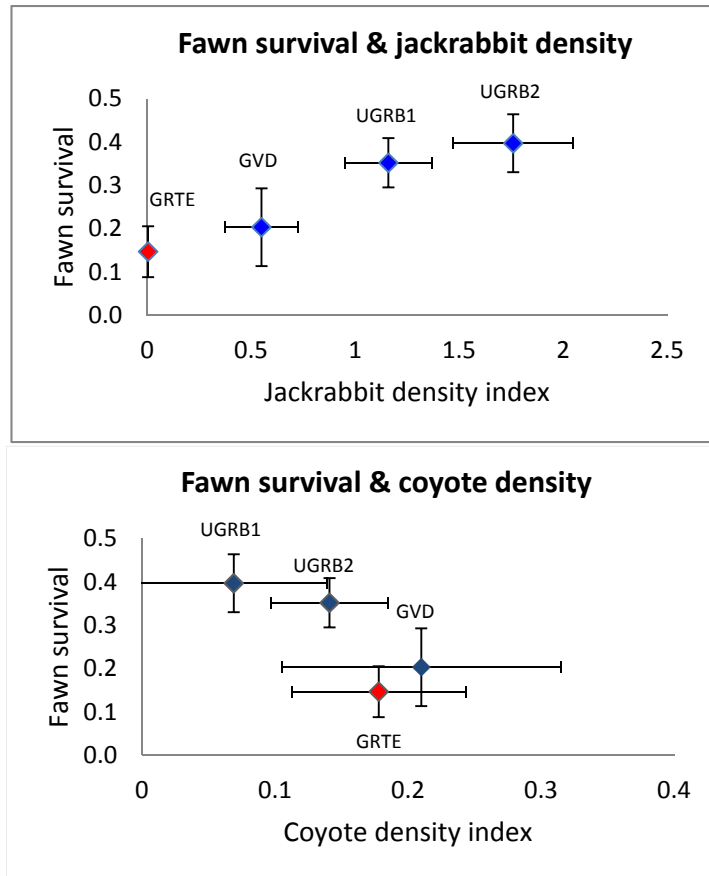 Fawn survival & jackrabbit density
Fawn survival
0.5
0.4
0.3
0.2
0.1
0.0
GRTE
GVD
UGRB1
UGRB2
0
0.5
1
1.5
2
2.5
Jackrabbit density index
Fawn survival & coyote density
Fawn survival
0.5
0.4
0.3
0.2
0.1
0.0
UGRB1
UGRB2
GVD
GRTE
0
0.1
0.2
0.3
0.4
Coyote density index